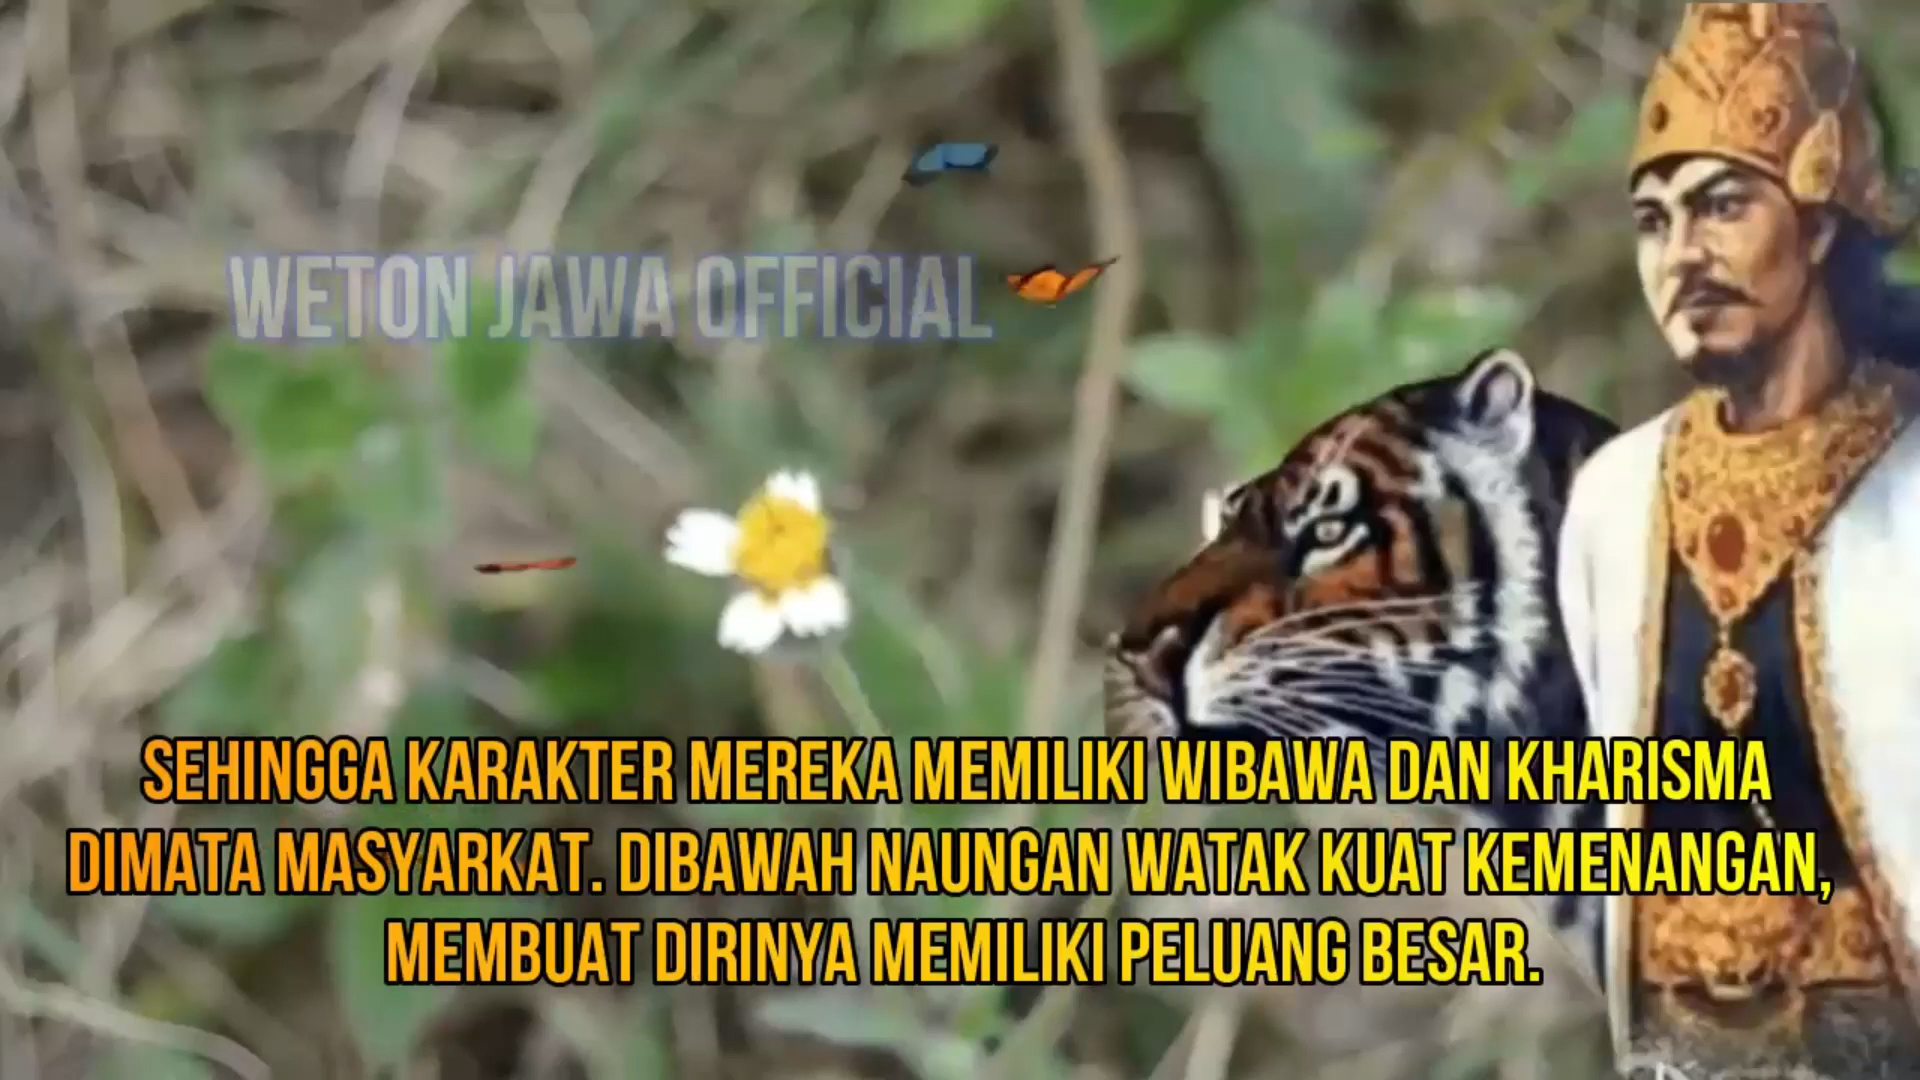 WETON JAWA OFFICIAL
SEHINGGA KARAKTER MEREKA MEMILIKI WIBAWA DAN KHARISMA
DIMATA MASYARKAT. DIBAWAH NAUNGAN WATAK KUAT KEMENANGAN,
MEMBUAT DIRINYA MEMILIKI PELUANG BESAR.